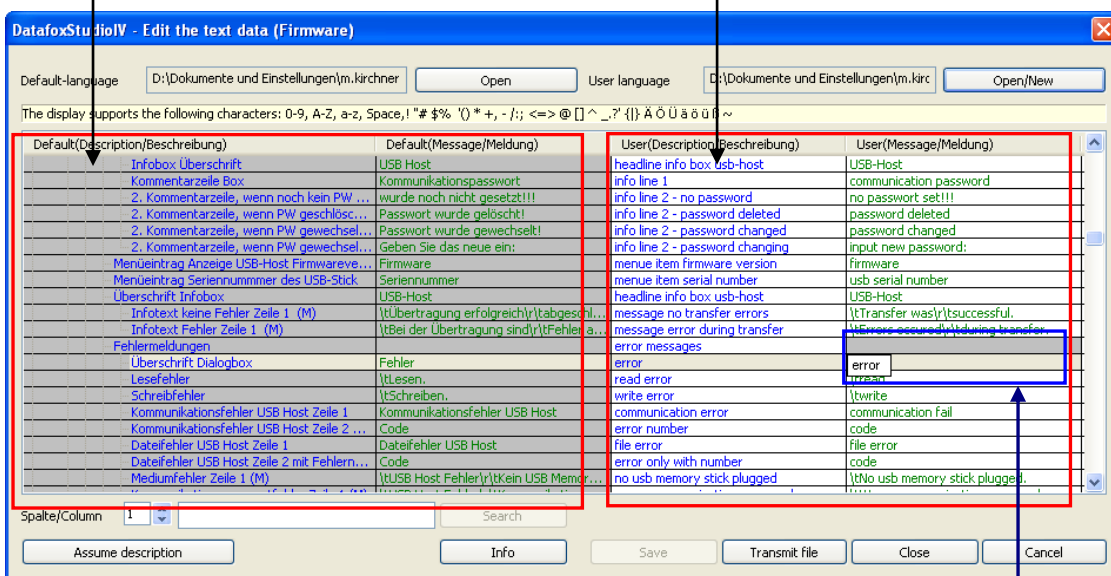 DatafoxStudioIV - Edit the text data (Firmware)
Default-language D:\Dokumente und Einstellungen\m.kirchner Open User language D:\Dokumente und Einstellungen\m.kirc Open/New
The display supports the following characters: 0-9, A-Z, a-z, Space,! "# $% '() * +, - /:; <=> @ [] ^ _.?' {|} Ä Ö Ü ä ö ü ß ~
Default(Description/Beschreibung) Default(Message/Meldung) User(Description/Beschreibung) User(Message/Meldung)
Infobox Überschrift USB Host headline info box usb-host USB-Host
Kommentarzeile Box Kommunikationspasswort info line 1 communication password
2. Kommentarzeile, wenn noch kein PW ... wurde noch nicht gesetzt!!! info line 2 - no password no passport set!!!
2. Kommentarzeile, wenn PW geschlösc... Passwort wurde gelöscht! info line 2 - password deleted password deleted
2. Kommentarzeile, wenn PW gewechsel... Passwort wurde gewechselt! info line 2 - password changed password changed
2. Kommentarzeile, wenn PW gewechsel... Geben Sie das neue ein: info line 2 - password changing input new password:
Menüeintrag Anzeige USB-Host Firmwareve... Firmware menue item firmware version firmware
Menüeintrag Seriennummmer des USB-Stick Seriennummer menue item serial number usb serial number
Überschrift Infobox USB-Host headline info box usb-host USB-Host
Infotext keine Fehler Zeile 1 (M) \tÜbertragung erfolgreich\r\tabgeschl... message no transfer errors \tTransfer was\r\tsuccessful.
Infotext Fehler Zeile 1 (M) \tBei der Übertragung sind\r\tFehler a... message error during transfer \tErrors occured\r\tduring transfer.
Fehlermeldungen error messages
Überschrift Dialogbox Fehler error error
Lesefehler \tLesen. read error \tread
Schreibfehler \tSchreiben. write error \twrite
Kommunikationsfehler USB Host Zeile 1 Kommunikationsfehler USB Host communication error communication fail
Kommunikationsfehler USB Host Zeile 2 ... Code error number code
Dateifehler USB Host Zeile 1 Dateifehler USB Host file error file error
Dateifehler USB Host Zeile 2 mit Fehlern... Code error only with number code
Mediumfehler Zeile 1 (M) \tUSB Host Fehler\r\tKein USB Memor... no usb memory stick plugged \tNo usb memory stick plugged.
Spalte/Column 1 Search
Assume description Info Save Transmit file Close Cancel